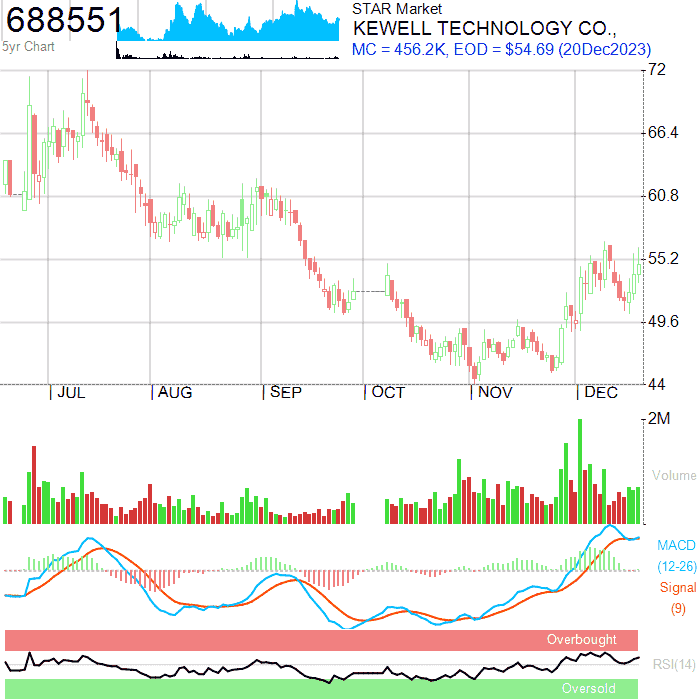 688551
5yr Chart
STAR Market
KEWELL TECHNOLOGY CO.,
MC = 456.2K, EOD = $54.69 (20Dec2023)
72
66.4
60.8
55.2
49.6
44
JUL AUG SEP OCT NOV DEC
2M
Volume
MACD
(12-26)
Signal
(9)
Overbought
RSI(14)
Oversold